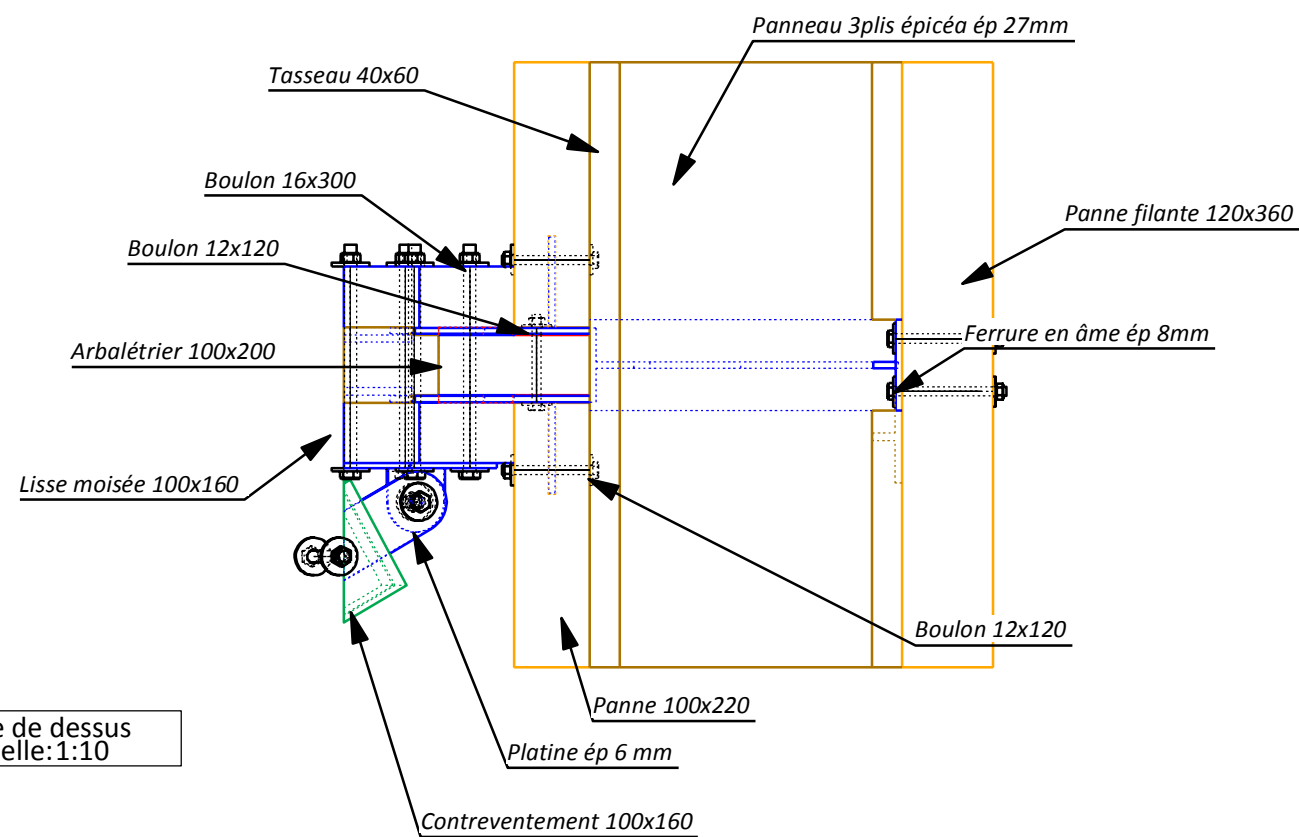 Panneau 3plis épicéa ép 27mm
Tasseau 40x60
Boulon 16x300
Panne filante 120x360
Boulon 12x120
Ferrure en âme ép 8mm
Arbalétrier 100x200
Lisse moisée 100x160
Boulon 12x120
Panne 100x220
e de dessus
elle:1:10
Platine ép 6 mm
Contreventement 100x160